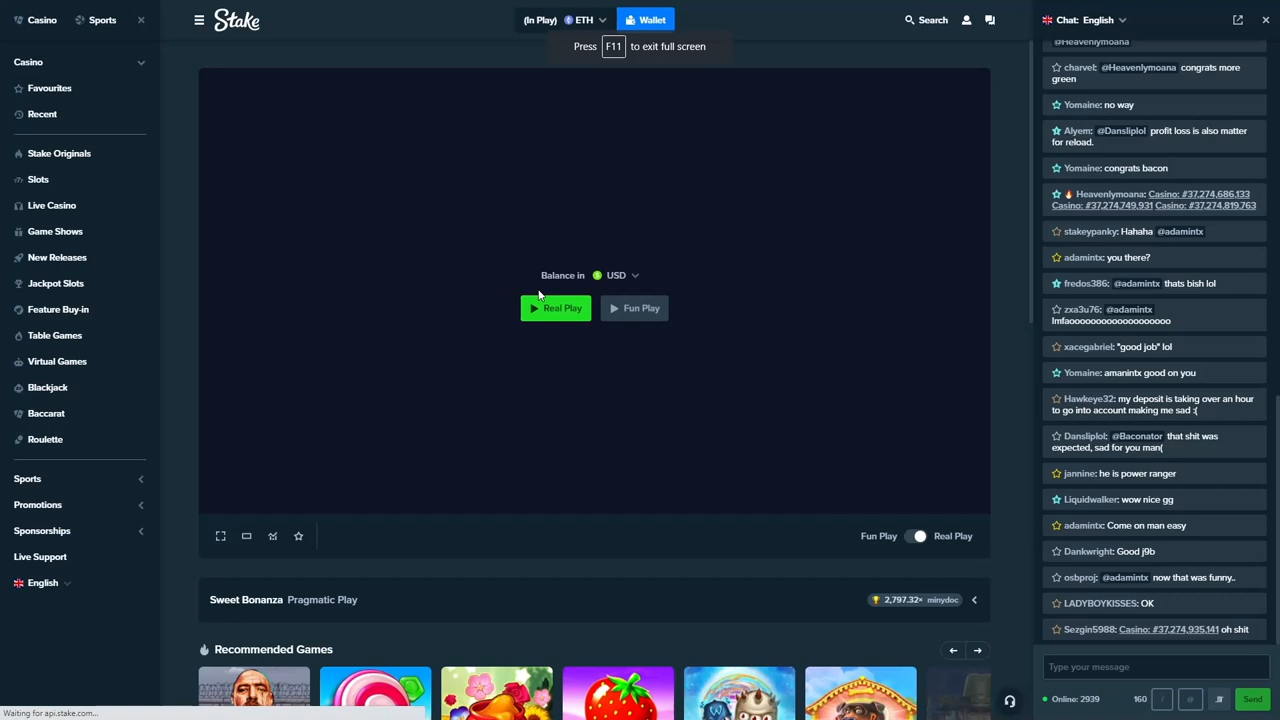 Casino
Sports
Stake
(In Play) ETH
Wallet
Search
Chat: English
Press F11 to exit full screen
Casino
Favourites
Recent
Stake Originals
Slots
Live Casino
Game Shows
New Releases
Jackpot Slots
Feature Buy-in
Table Games
Virtual Games
Blackjack
Baccarat
Roulette
Sports
Promotions
Sponsorships
Live Support
English
Waiting for api.stake.com...
Balance in USD
Real Play
Fun Play
Fun Play
Real Play
Sweet Bonanza Pragmatic Play
2,797.32× minydoc
Recommended Games
@Heavenlymoana
charvel: @Heavenlymoana congrats more
green
Yomaine: no way
Alyem: @Dansliplol profit loss is also matter
for reload.
Yomaine: congrats bacon
Heavenlymoana: Casino: #37,274,686,133
Casino: #37,274,749,931 Casino: #37,274,819,763
stakeypanky: Hahaha @adamintx
adamintx: you there?
fredos386: @adamintx thats bish lol
zxa3u76: @adamintx
lmfaooooooooooooooooooo
xacegabriel: "good job" lol
Yomaine: amanintx good on you
Hawkeye32: my deposit is taking over an hour
to go into account making me sad :(
Dansliplol: @Baconator that shit was
expected, sad for you man(
jannine: he is power ranger
Liquidwalker: wow nice gg
adamintx: Come on man easy
Dankwright: Good j9b
osbproj: @adamintx now that was funny..
LADYBOYKISSES: OK
Sezgin5988: Casino: #37,274,935,141 oh shit
Type your message
Online: 2939
160
/
@
Send